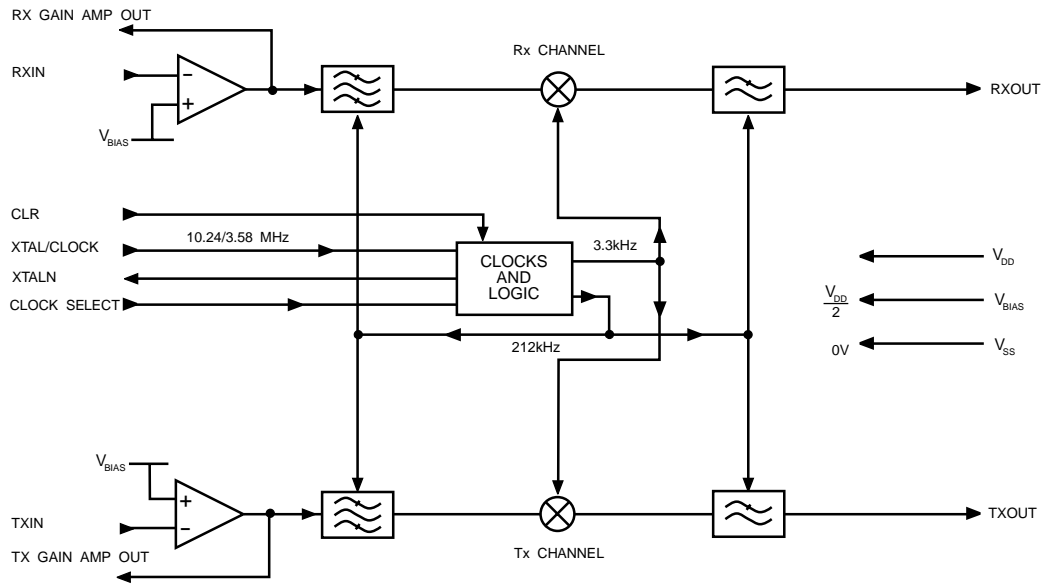 RX GAIN AMP OUT
Rx CHANNEL
RXIN
−
+
RXOUT
VBIAS
CLR
XTAL/CLOCK
10.24/3.58 MHz
3.3kHz
XTALN
CLOCKS
AND
LOGIC
CLOCK SELECT
212kHz
VDD
VDD
2
VBIAS
0V
VSS
VBIAS
+
−
TXIN
TXOUT
TX GAIN AMP OUT
Tx CHANNEL